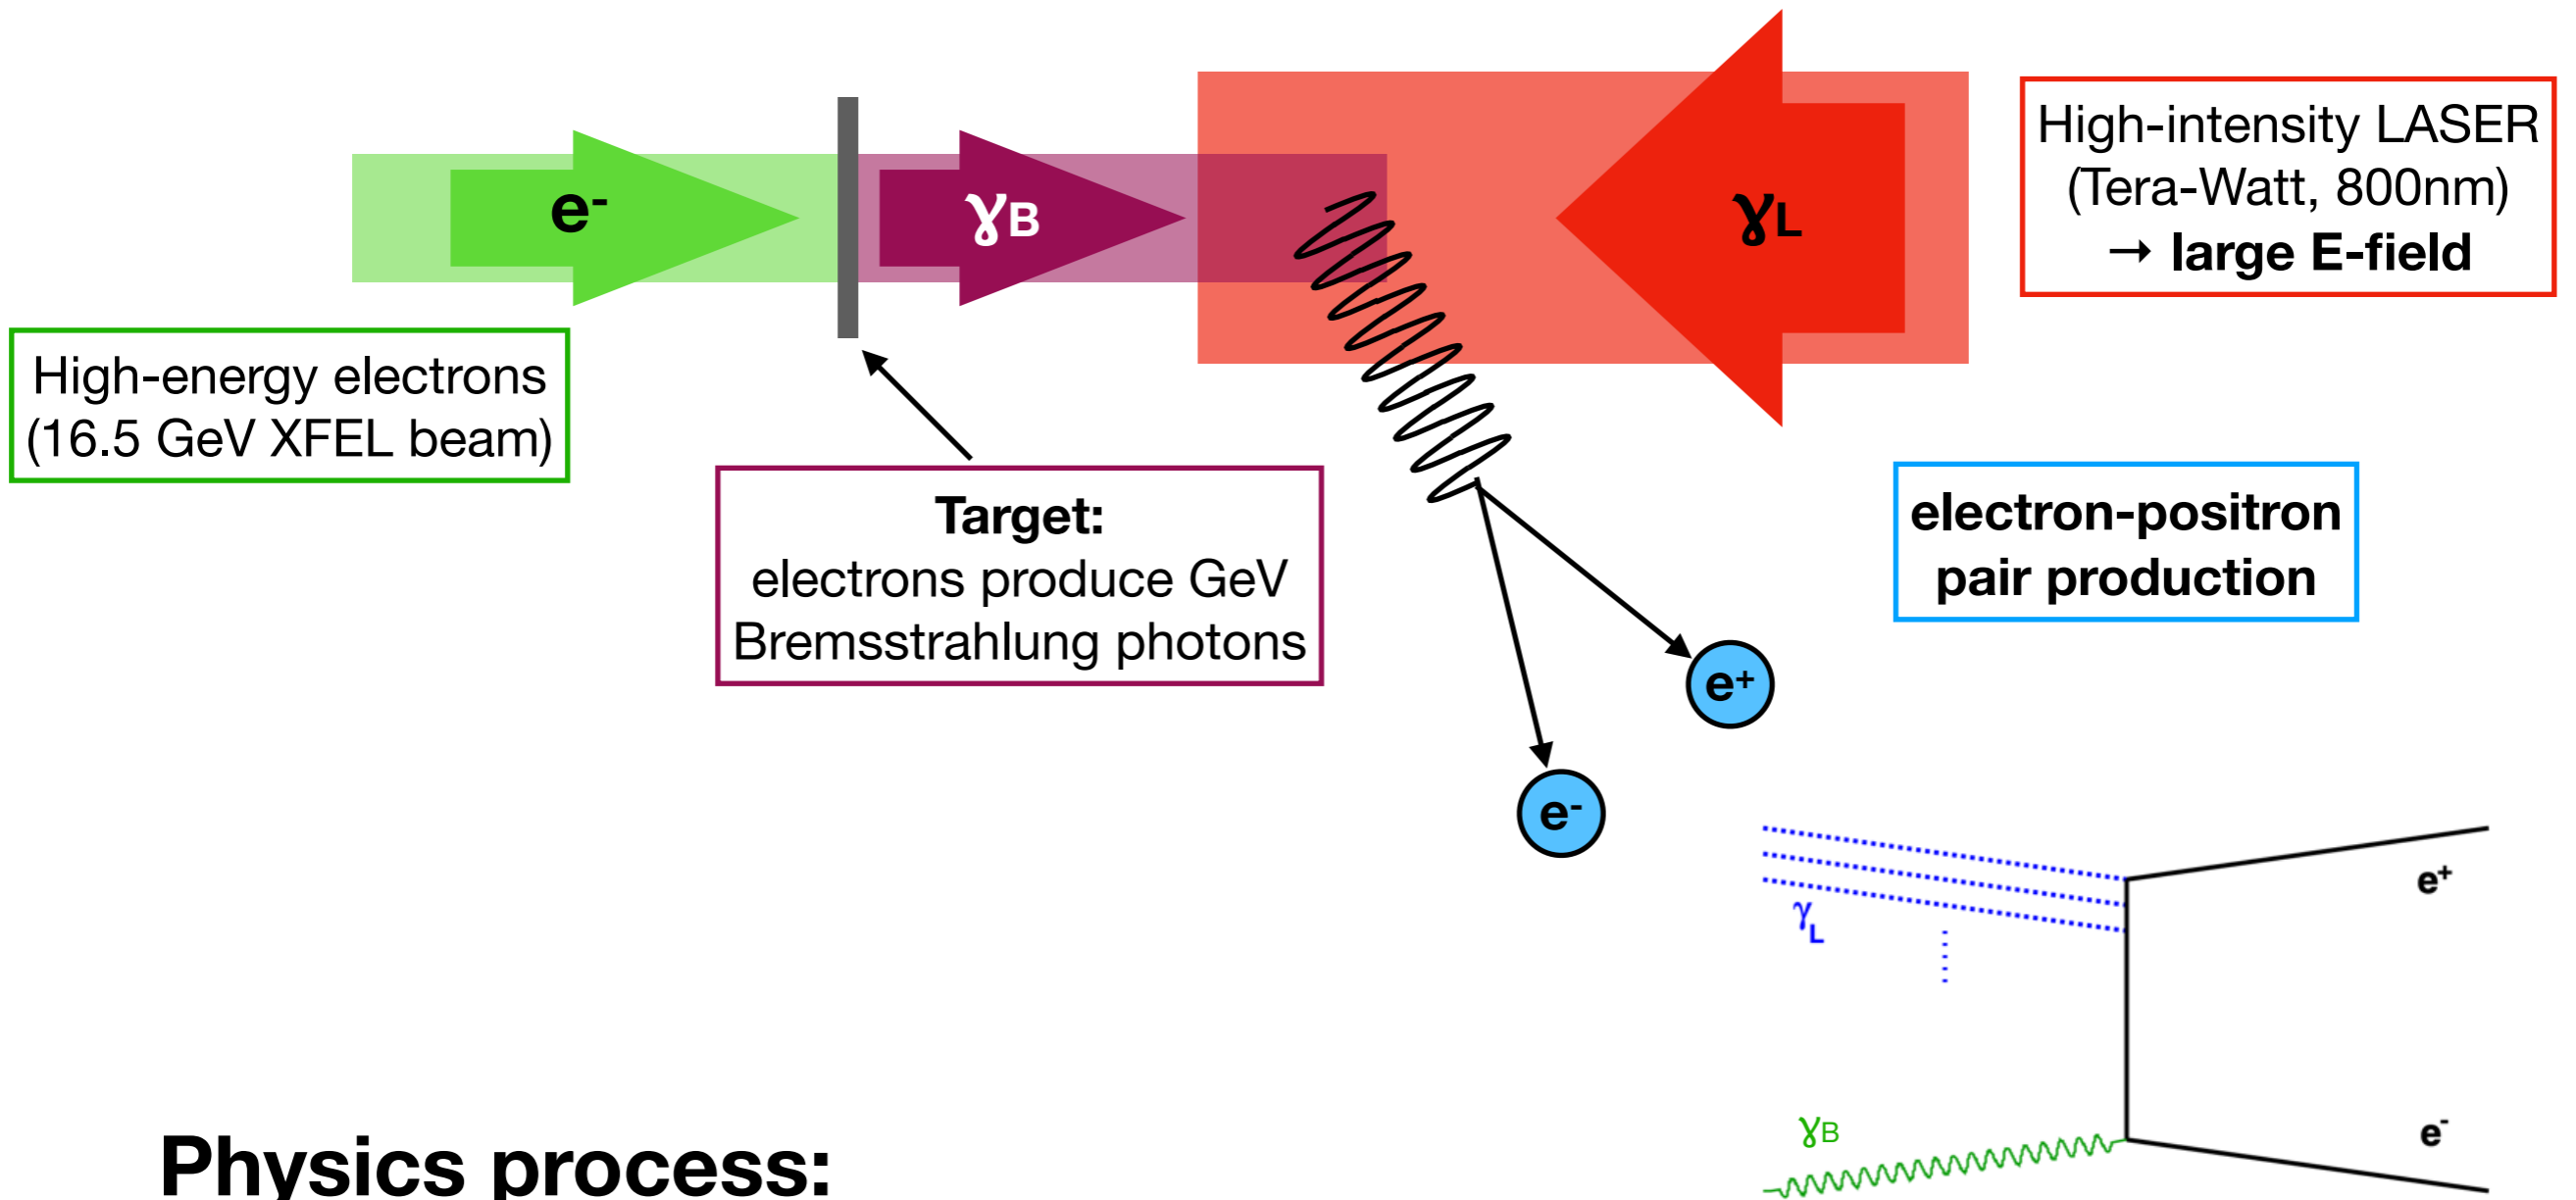 e-
γB
γL
High-intensity LASER
(Tera-Watt, 800nm)
→ large E-field
High-energy electrons
(16.5 GeV XFEL beam)
Target:
electrons produce GeV
Bremsstrahlung photons
electron-positron
pair production
e+
e-
γL
e+
γB
e-
Physics process: